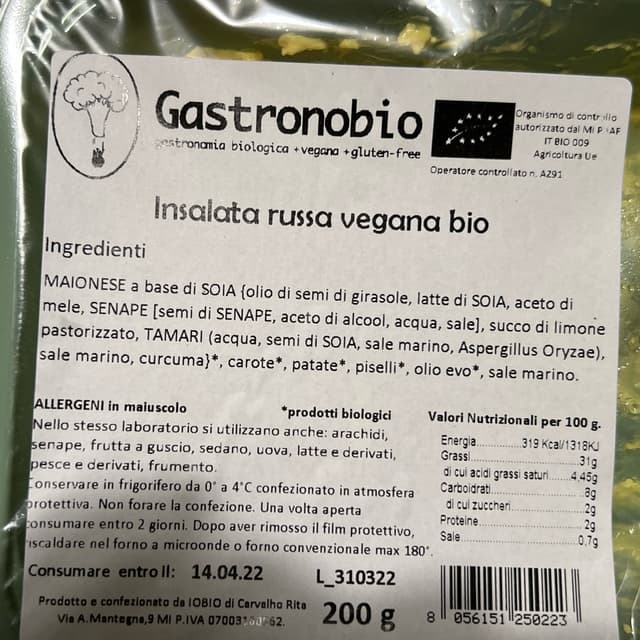 Gastronobio
gastronomia biologica + vegana + gluten-free
Organismo di controllo
autorizzato dal
IT BIO 009
Agricoltura Ue
Operatore controllato n. AZ91
Insalata russa vegana bio
Ingredienti
MAIONESE a base di SOIA {olio di semi di girasole, latte di SOIA, aceto di
mele, SENAPE [semi di SENAPE, aceto di alcool, acqua, sale], succo di limone
pastorizzato, TAMARI (acqua, semi di SOIA, sale marino, Aspergillus Oryzae),
sale marino, curcuma}*, carote*, patate*, piselli*, olio evo*, sale marino.
ALLERGENI in maiuscolo
*prodotti biologici
Nello stesso laboratorio si utilizzano anche: arachidi,
senape, frutta a guscio, sedano, uova, latte e derivati,
pesce e derivati, frumento.
Conservare in frigorifero da 0° a 4°C confezionato in atmosfera
protettiva. Non forare la confezione. Una volta aperta
consumare entro 2 giorni. Dopo aver rimosso il film protettivo,
riscaldare nel forno a microonde o forno convenzionale max 180°.
Valori Nutrizionali per 100 g.
Energia..............319 Kcal/1318KJ
Grassi..............31g
di cui acidi grassi saturi.....4,45g
Carboidrati..............8g
di cui zuccheri..............2g
Proteine..............2g
Sale..............0,7g
Consumare entro Il: 14.04.22
L_310322
Prodotto e confezionato da IOBIO di Carvalho Rita
Via A.Mantegna,9 MI P.IVA
200 g
8 056151 250223